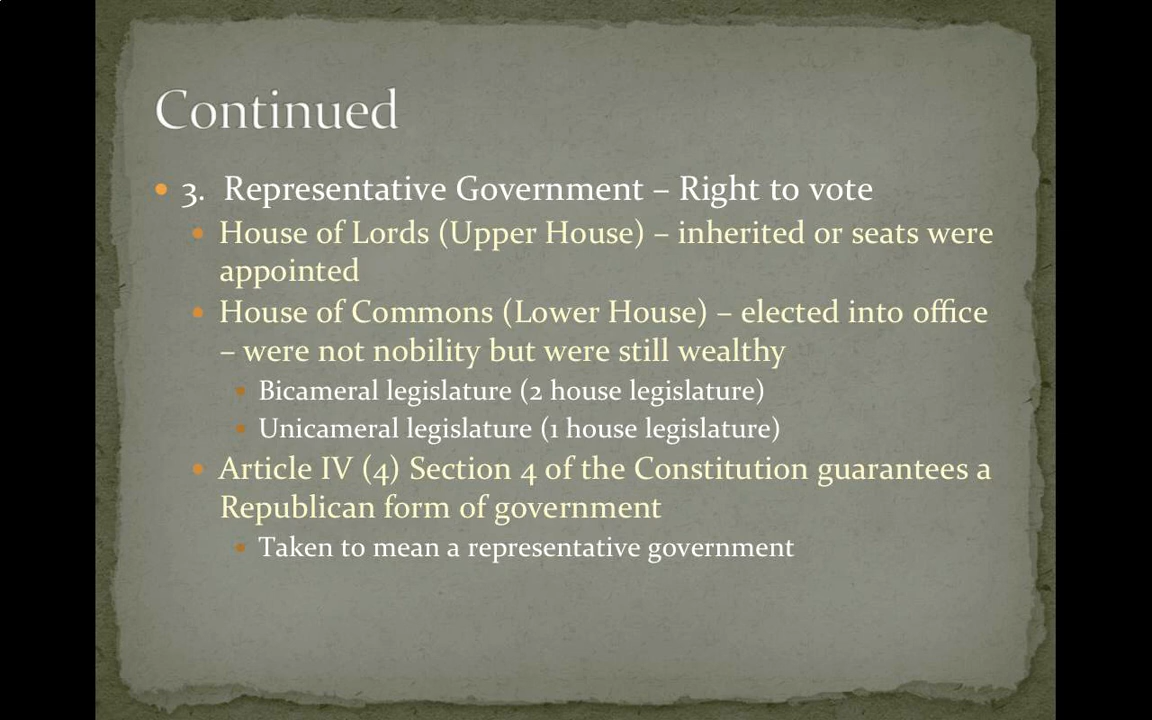 Continued
3. Representative Government – Right to vote
House of Lords (Upper House) – inherited or seats were
appointed
House of Commons (Lower House) – elected into office
– were not nobility but were still wealthy
Bicameral legislature (2 house legislature)
Unicameral legislature (1 house legislature)
Article IV (4) Section 4 of the Constitution guarantees a
Republican form of government
Taken to mean a representative government